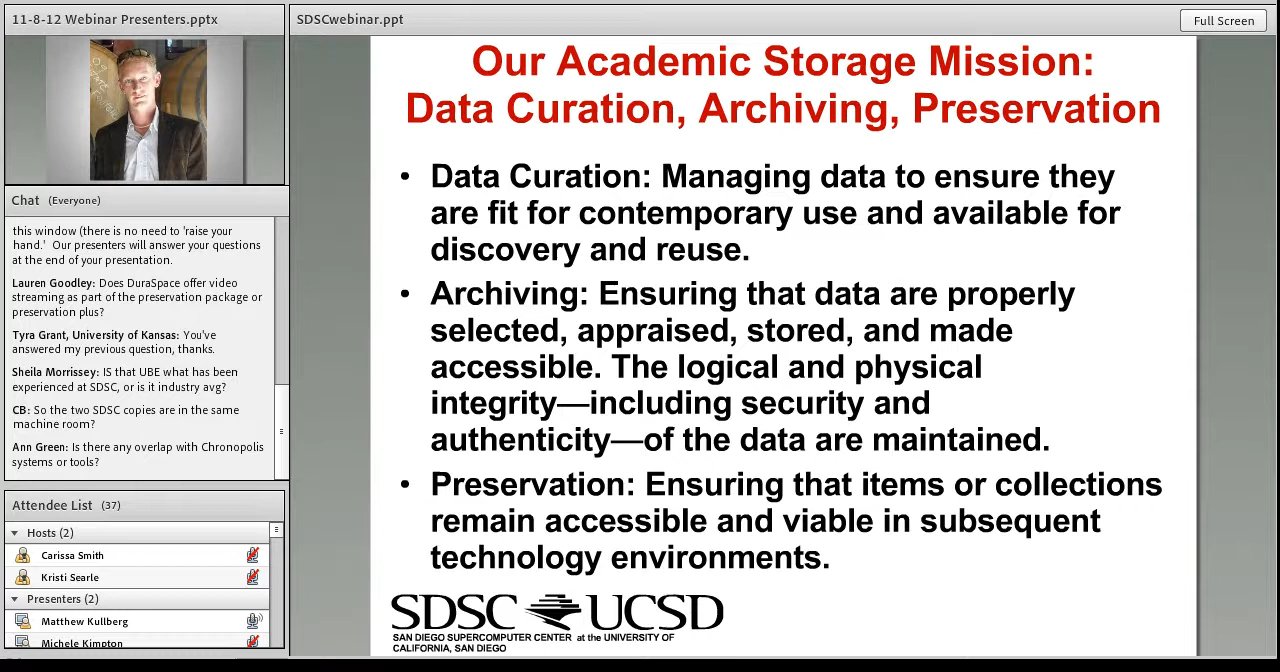 11-8-12 Webinar Presenters.pptx
Chat (Everyone)
this window (there is no need to 'raise your
hand.' Our presenters will answer your questions
at the end of your presentation.
Lauren Goodley: Does DuraSpace offer video
streaming as part of the preservation package or
preservation plus?
Tyra Grant, University of Kansas: You've
answered my previous question, thanks.
Sheila Morrissey: IS that UBE what has been
experienced at SDSC, or is it industry avg?
CB: So the two SDSC copies are in the same
machine room?
Ann Green: Is there any overlap with Chronopolis
systems or tools?
Attendee List (37)
Hosts (2)
Carissa Smith
Kristi Searle
Presenters (2)
Matthew Kullberg
Michele Kimpton
SDSCwebinar.ppt
Full Screen
Our Academic Storage Mission:
Data Curation, Archiving, Preservation
• Data Curation: Managing data to ensure they
are fit for contemporary use and available for
discovery and reuse.
• Archiving: Ensuring that data are properly
selected, appraised, stored, and made
accessible. The logical and physical
integrity—including security and
authenticity—of the data are maintained.
• Preservation: Ensuring that items or collections
remain accessible and viable in subsequent
technology environments.
SDSC UCSD
SAN DIEGO SUPERCOMPUTER CENTER at the UNIVERSITY OF
CALIFORNIA, SAN DIEGO